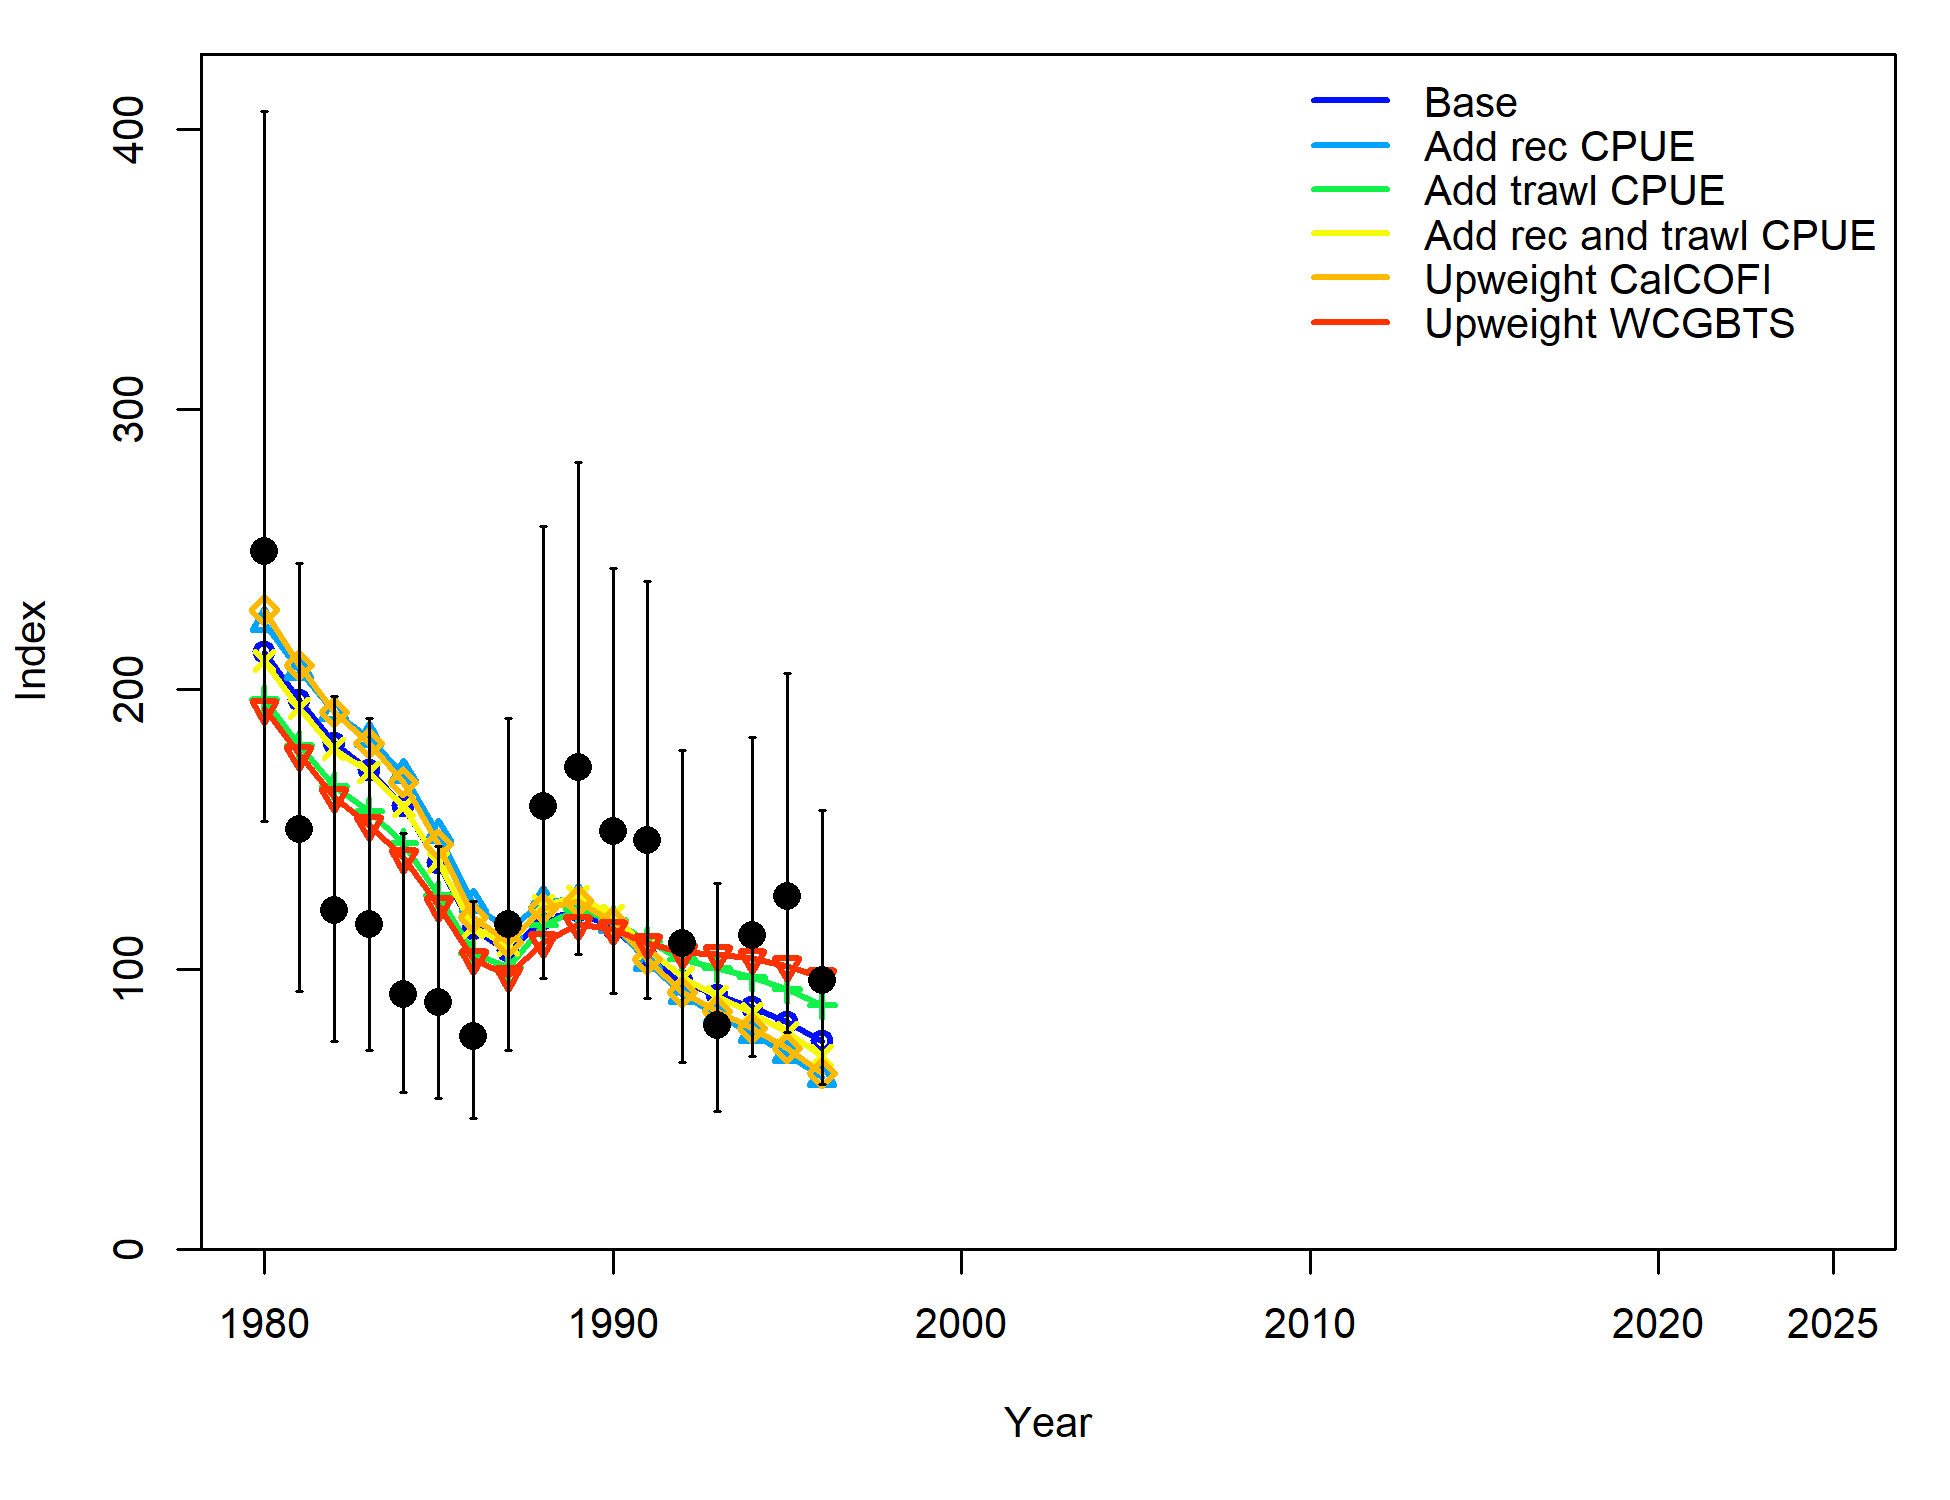 Base
Add rec CPUE
Add trawl CPUE
Add rec and trawl CPUE
Upweight CalCOFI
Upweight WCGBTS
400
300
200
100
0
Index
1980
1990
2000
2010
2020
2025
Year